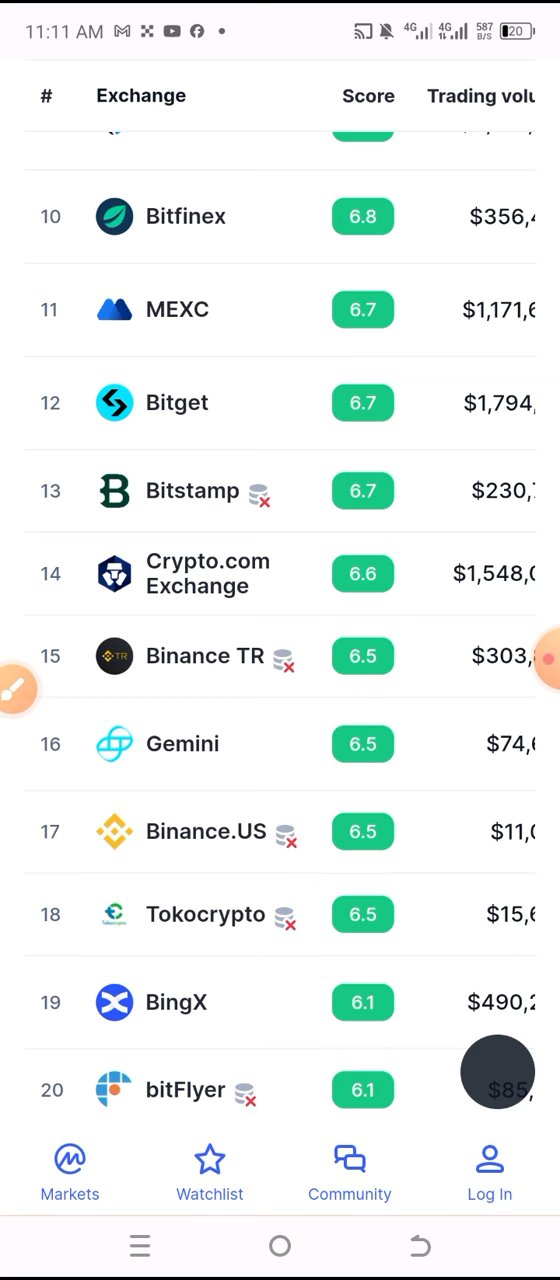 11:11 AM 4G 4G 587 B/S 20
# Exchange Score Trading volu
10 Bitfinex 6.8 $356,4
11 MEXC 6.7 $1,171,6
12 Bitget 6.7 $1,794,
13 Bitstamp 6.7 $230,
14 Crypto.com Exchange 6.6 $1,548,0
15 Binance TR 6.5 $303,
16 Gemini 6.5 $74,6
17 Binance.US 6.5 $11,0
18 Tokocrypto 6.5 $15,6
19 BingX 6.1 $490,2
20 bitFlyer 6.1 $85,
Markets Watchlist Community Log In